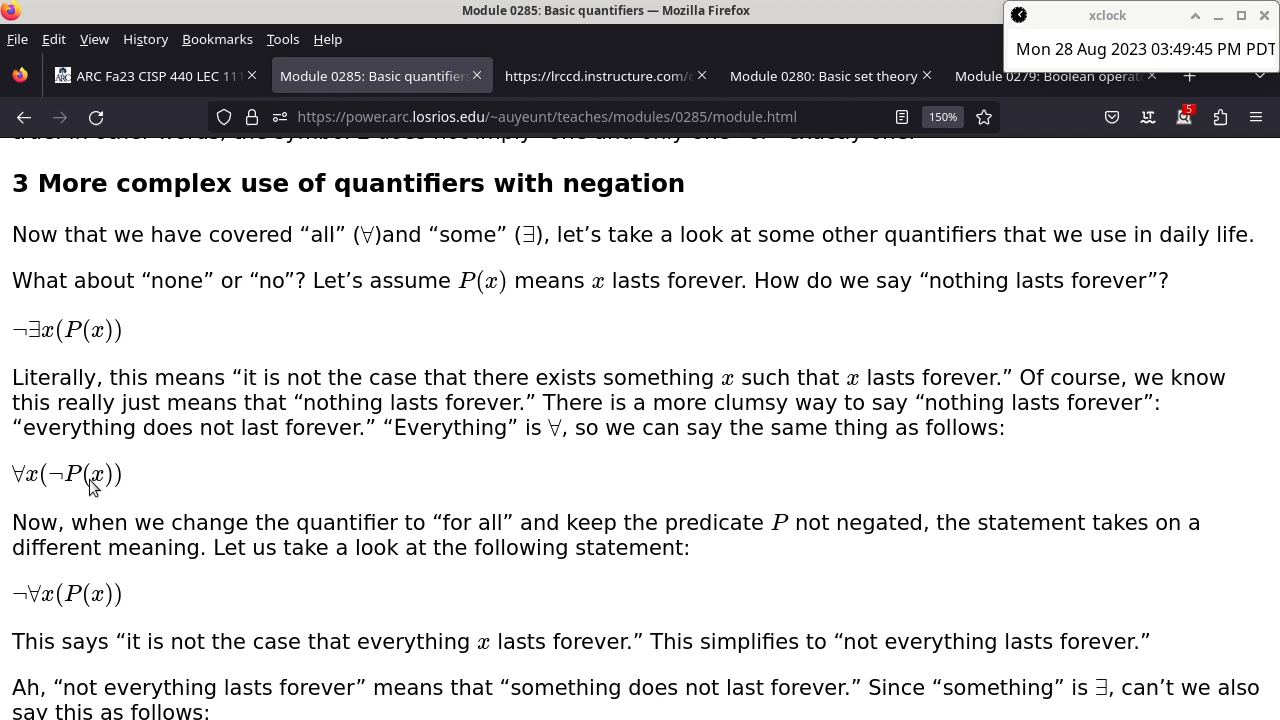 Module 0285: Basic quantifiers — Mozilla Firefox
xclock
File Edit View History Bookmarks Tools Help
Mon 28 Aug 2023 03:49:45 PM PDT
ARC Fa23 CISP 440 LEC 111
Module 0285: Basic quantifiers
https://lrccd.instructure.com/c
Module 0280: Basic set theory
Module 0279: Boolean operat
https://power.arc.losrios.edu/~auyeunt/teaches/modules/0285/module.html
150%
5
3 More complex use of quantifiers with negation
Now that we have covered “all” (∀)and “some” (∃), let’s take a look at some other quantifiers that we use in daily life.
What about “none” or “no”? Let’s assume P(x) means x lasts forever. How do we say “nothing lasts forever”?
¬∃x(P(x))
Literally, this means “it is not the case that there exists something x such that x lasts forever.” Of course, we know
this really just means that “nothing lasts forever.” There is a more clumsy way to say “nothing lasts forever”:
“everything does not last forever.” “Everything” is ∀, so we can say the same thing as follows:
∀x(¬P(x))
Now, when we change the quantifier to “for all” and keep the predicate P not negated, the statement takes on a
different meaning. Let us take a look at the following statement:
¬∀x(P(x))
This says “it is not the case that everything x lasts forever.” This simplifies to “not everything lasts forever.”
Ah, “not everything lasts forever” means that “something does not last forever.” Since “something” is ∃, can’t we also
say this as follows: